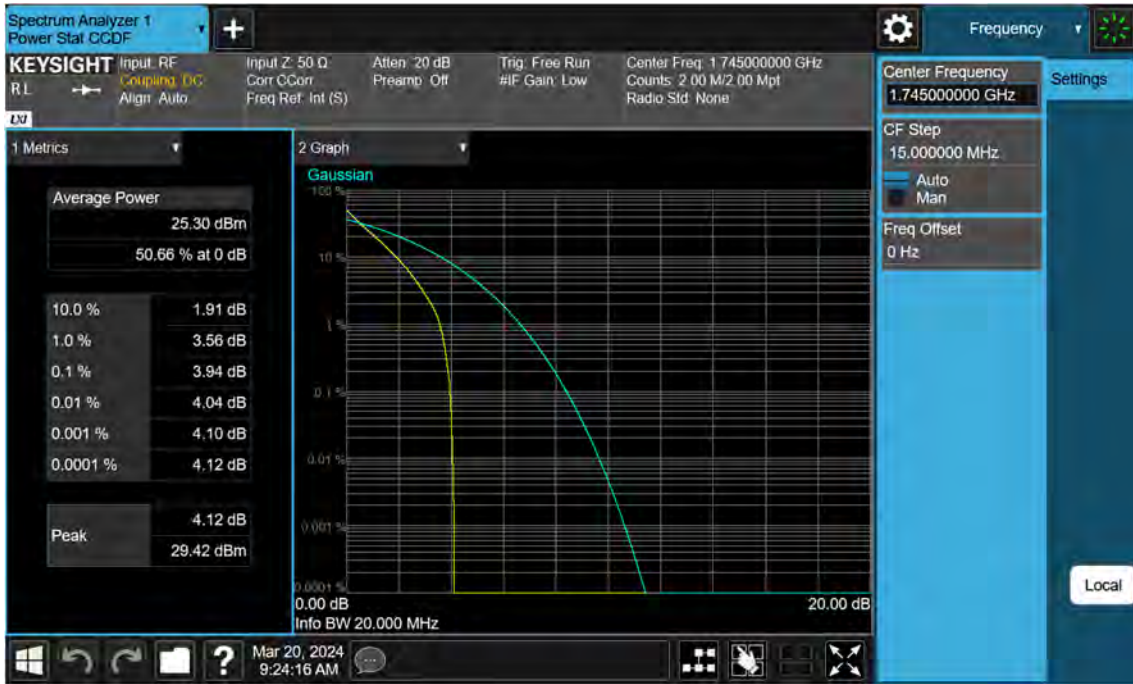 Spectrum Analyzer 1
Power Stat CCDF
Frequency
KEYSIGHT
R L
LXI
Input: RF
Coupling: DC
Align: Auto
Input Z: 50 Ω
Corr CCorr
Freq Ref: Int (S)
Atten: 20 dB
Preamp: Off
Trig: Free Run
#IF Gain: Low
Center Freq: 1.745000000 GHz
Counts: 2.00 M/2.00 Mpt
Radio Std: None
Center Frequency
1.745000000 GHz
Settings
CF Step
15.000000 MHz
Auto
Man
Freq Offset
0 Hz
Local
1 Metrics
Average Power
25.30 dBm
50.66 % at 0 dB
10.0 % 1.91 dB
1.0 % 3.56 dB
0.1 % 3.94 dB
0.01 % 4.04 dB
0.001 % 4.10 dB
0.0001 % 4.12 dB
Peak
4.12 dB
29.42 dBm
2 Graph
Gaussian
100 %
10 %
1 %
0.1 %
0.01 %
0.001 %
0.0001 %
0.00 dB 20.00 dB
Info BW 20.000 MHz
?
Mar 20, 2024
9:24:16 AM